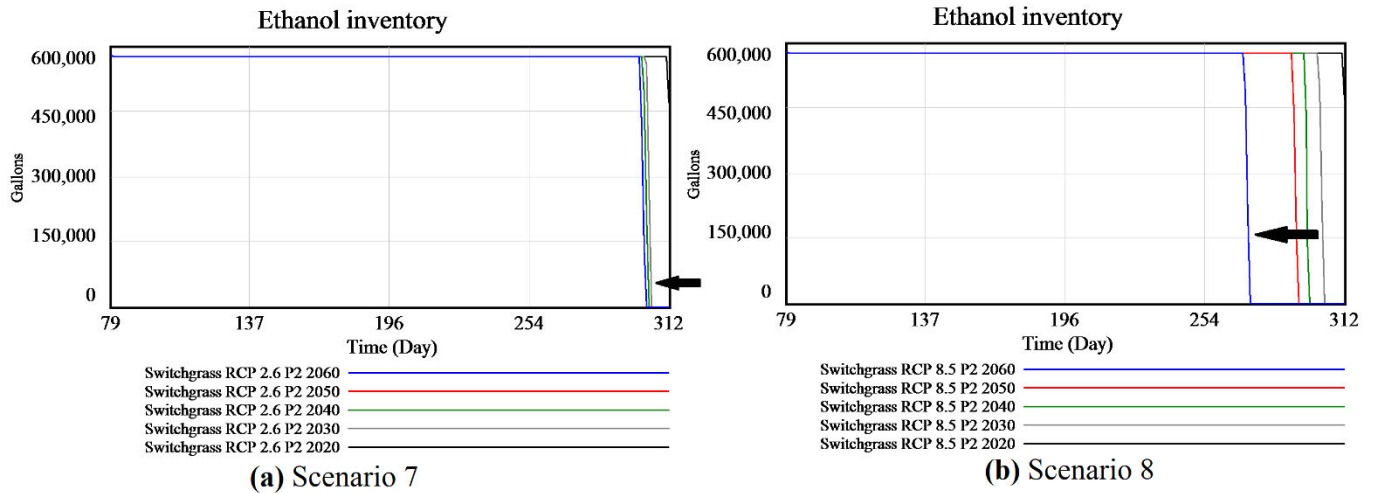 Ethanol inventory
600,000
450,000
300,000
150,000
0
Gallons
79 137 196 254 312
Time (Day)
Switchgrass RCP 2.6 P2 2060
Switchgrass RCP 2.6 P2 2050
Switchgrass RCP 2.6 P2 2040
Switchgrass RCP 2.6 P2 2030
Switchgrass RCP 2.6 P2 2020
(a) Scenario 7
Ethanol inventory
600,000
450,000
300,000
150,000
0
Gallons
79 137 196 254 312
Time (Day)
Switchgrass RCP 8.5 P2 2060
Switchgrass RCP 8.5 P2 2050
Switchgrass RCP 8.5 P2 2040
Switchgrass RCP 8.5 P2 2030
Switchgrass RCP 8.5 P2 2020
(b) Scenario 8